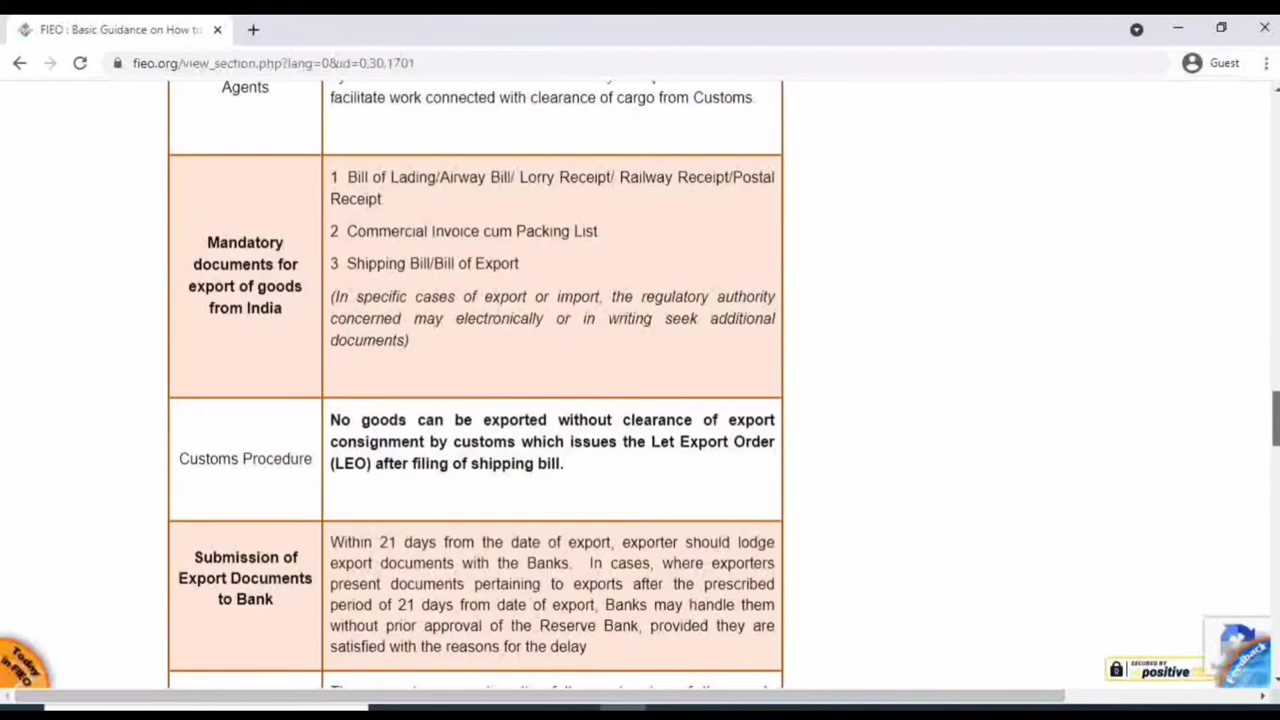 FIEO : Basic Guidance on How to
fieo.org/view_section.php?lang=0&id=0,30,1701
Guest
Agents
facilitate work connected with clearance of cargo from Customs
Mandatory
documents for
export of goods
from India
1 Bill of Lading/Airway Bill/ Lorry Receipt/ Railway Receipt/Postal
Receipt
2 Commercial Invoice cum Packing List
3 Shipping Bill/Bill of Export
(In specific cases of export or import, the regulatory authority
concerned may electronically or in writing seek additional
documents)
Customs Procedure
No goods can be exported without clearance of export
consignment by customs which issues the Let Export Order
(LEO) after filing of shipping bill.
Submission of
Export Documents
to Bank
Within 21 days from the date of export, exporter should lodge
export documents with the Banks. In cases, where exporters
present documents pertaining to exports after the prescribed
period of 21 days from date of export, Banks may handle them
without prior approval of the Reserve Bank, provided they are
satisfied with the reasons for the delay
Today
in FIEO
SECURED BY
positive
Feedback